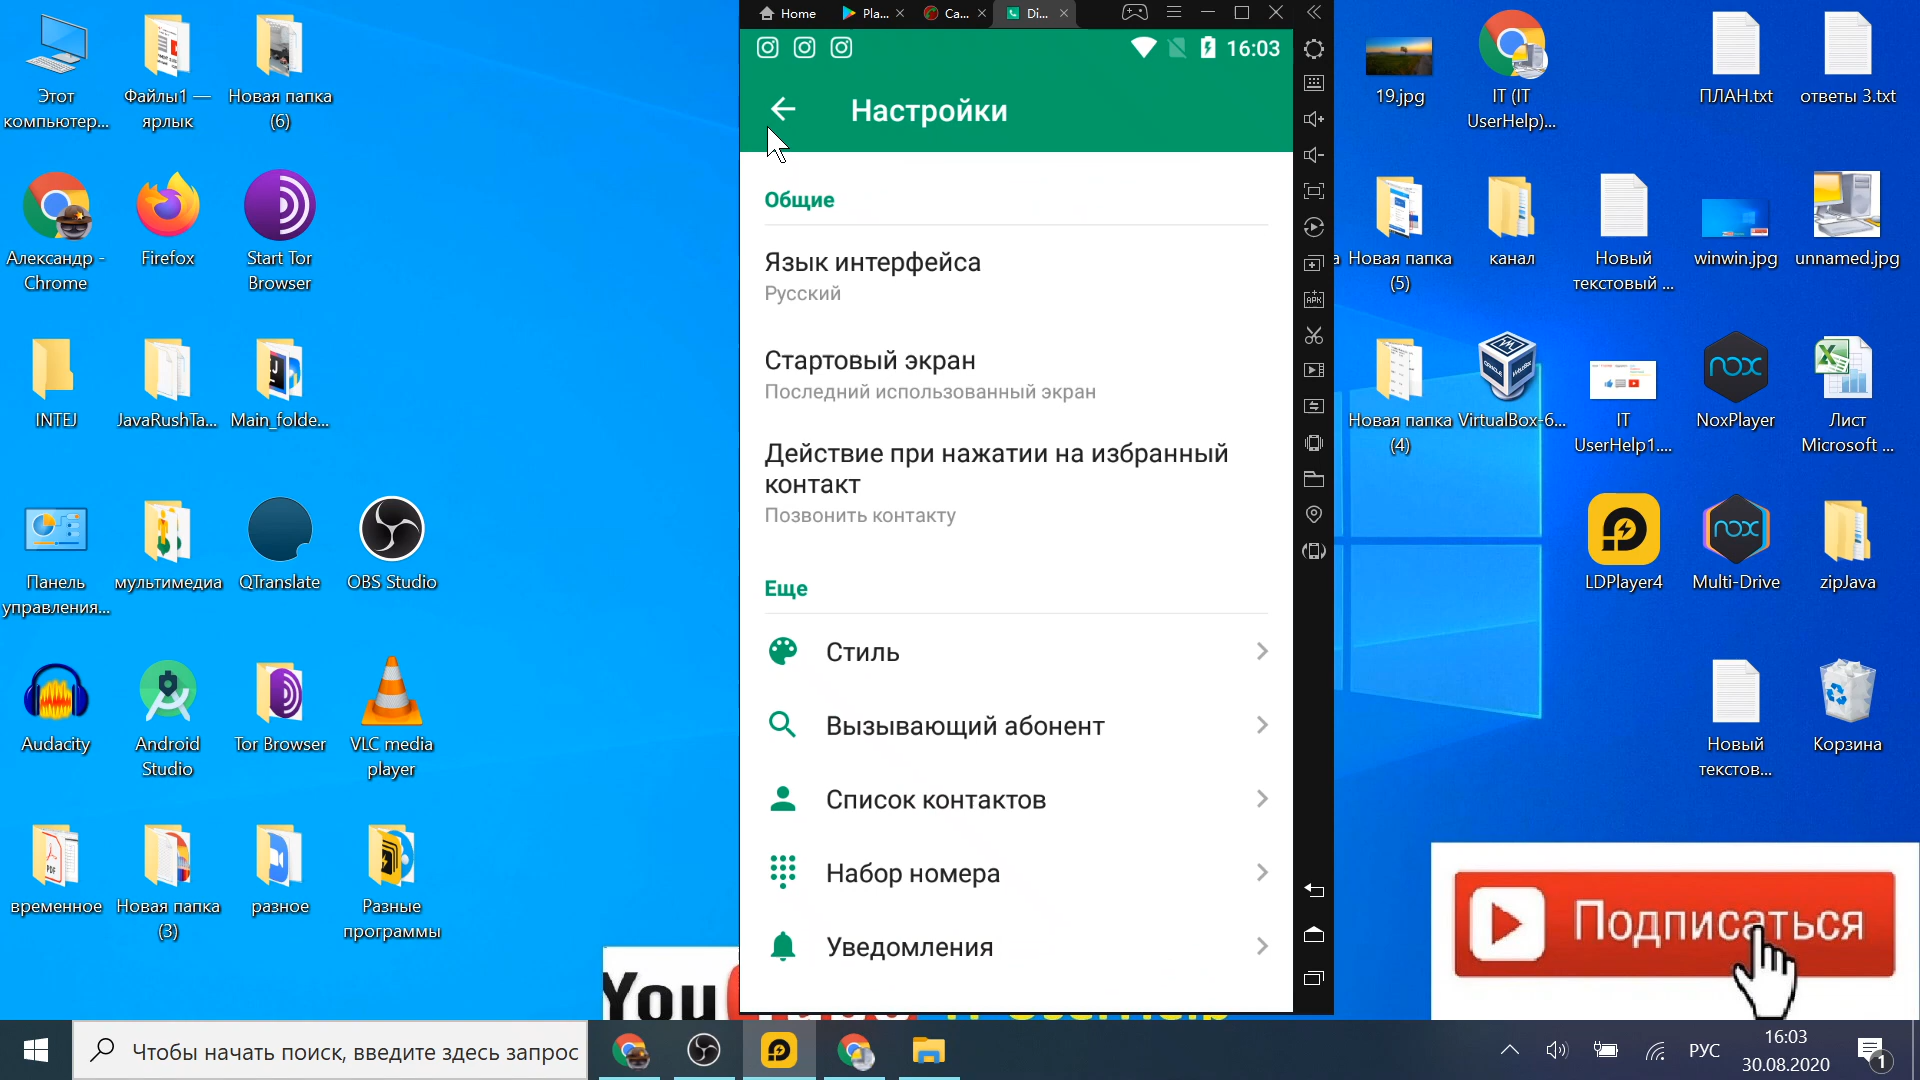 Home
Pla...
Ca...
Di...
16:03
Настройки
Общие
Язык интерфейса
Русский
Стартовый экран
Последний использованный экран
Действие при нажатии на избранный
контакт
Позвонить контакту
Еще
Стиль
Вызывающий абонент
Список контактов
Набор номера
Уведомления
APK
Этот
компьютер...
Файлы1 —
ярлык
Новая папка
(6)
Александр -
Chrome
Firefox
Start Tor
Browser
INTEJ
JavaRushTa...
Main_folde...
Панель
управления...
мультимедиа
QTranslate
OBS Studio
Audacity
Android
Studio
Tor Browser
VLC media
player
временное
Новая папка
(3)
разное
Разные
программы
19.jpg
IT (IT
UserHelp)...
ПЛАН.txt
ответы 3.txt
Новая папка
(5)
канал
Новый
текстовый ...
winwin.jpg
unnamed.jpg
Новая папка
(4)
VirtualBox-6...
IT
UserHelp1....
nox
NoxPlayer
Лист
Microsoft ...
LDPlayer4
nox
Multi-Drive
zipJava
Новый
текстов...
Корзина
PDF
You
Подписаться
Чтобы начать поиск, введите здесь запрос
РУС
16:03
30.08.2020
1